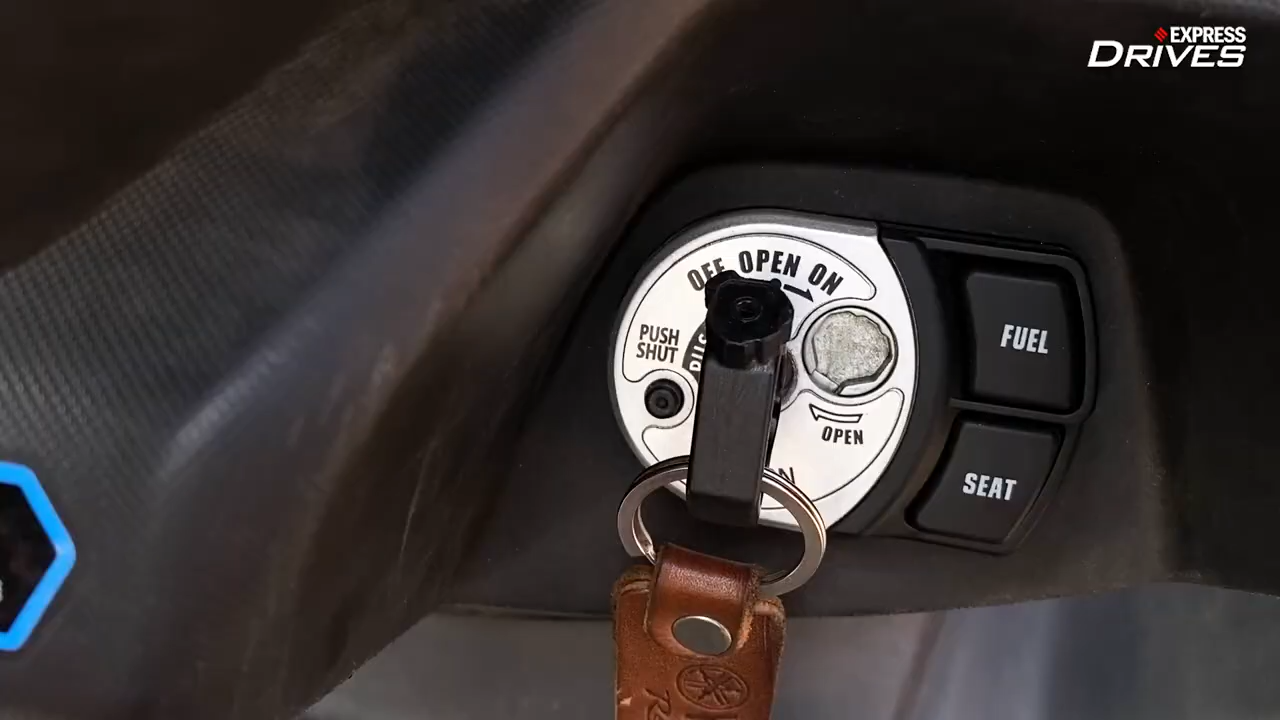 EXPRESS
DRIVES
OFF OPEN ON
PUSH
SHUT
OPEN
FUEL
SEAT